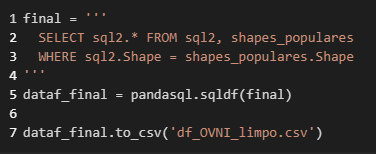 1 final = '''
2   SELECT sql2.* FROM sql2, shapes_populares
3   WHERE sql2.Shape = shapes_populares.Shape
4 '''
5 dataf_final = pandasql.sqldf(final)
6
7 dataf_final.to_csv('df_OVNI_limpo.csv')